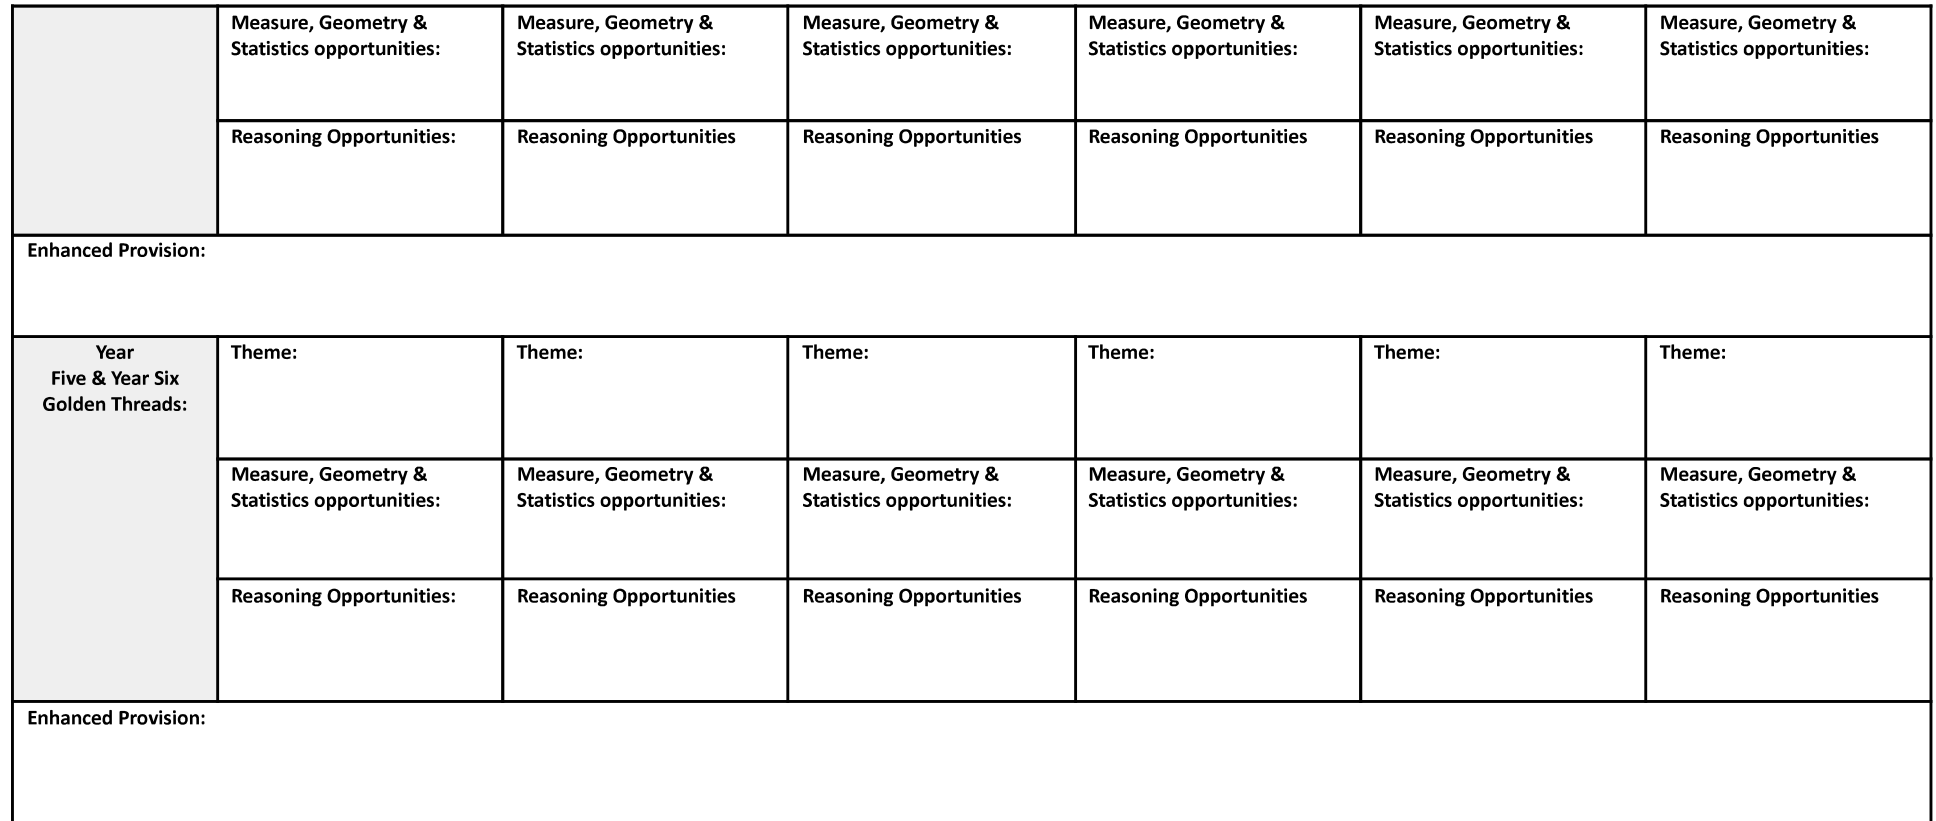 Measure, Geometry &
Statistics opportunities:
Measure, Geometry &
Statistics opportunities:
Measure, Geometry &
Statistics opportunities:
Measure, Geometry &
Statistics opportunities:
Measure, Geometry &
Statistics opportunities:
Measure, Geometry &
Statistics opportunities:
Reasoning Opportunities:
Reasoning Opportunities
Reasoning Opportunities
Reasoning Opportunities
Reasoning Opportunities
Reasoning Opportunities
Enhanced Provision:
Year
Five & Year Six
Golden Threads:
Theme:
Theme:
Theme:
Theme:
Theme:
Theme:
Measure, Geometry &
Statistics opportunities:
Measure, Geometry &
Statistics opportunities:
Measure, Geometry &
Statistics opportunities:
Measure, Geometry &
Statistics opportunities:
Measure, Geometry &
Statistics opportunities:
Measure, Geometry &
Statistics opportunities:
Reasoning Opportunities:
Reasoning Opportunities
Reasoning Opportunities
Reasoning Opportunities
Reasoning Opportunities
Reasoning Opportunities
Enhanced Provision: